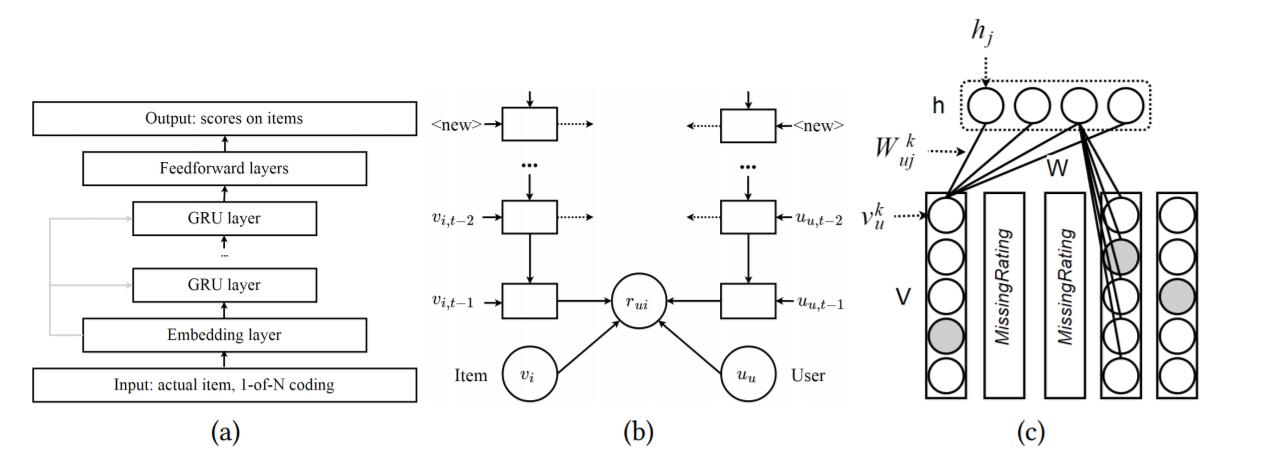 Output: scores on items
Feedforward layers
GRU layer
...
GRU layer
Embedding layer
Input: actual item, 1-of-N coding
(a)
<new> <new>
... ...
v_{i,t−2} u_{u,t−2}
v_{i,t−1} r_{ui} u_{u,t−1}
Item v_i u_u User
(b)
h_j
h
W_{uj}^k
W
v_u^k
V
MissingRating
MissingRating
(c)